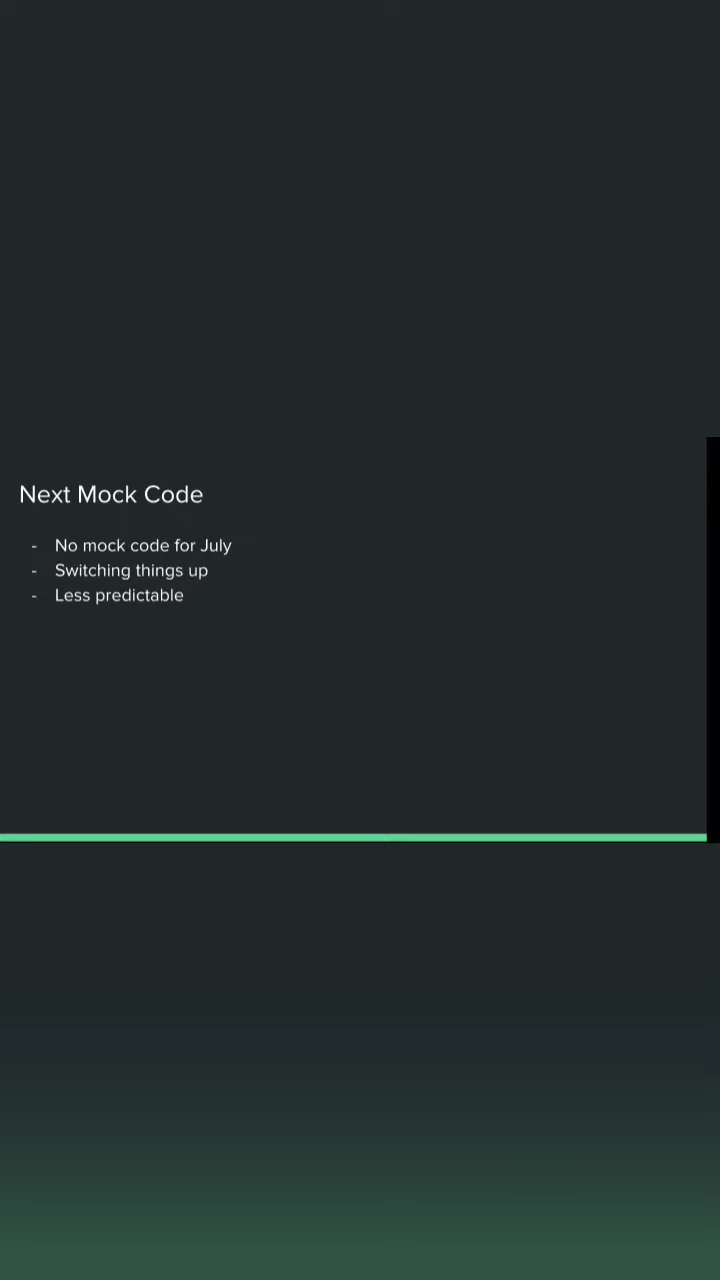 Next Mock Code
- No mock code for July
- Switching things up
- Less predictable